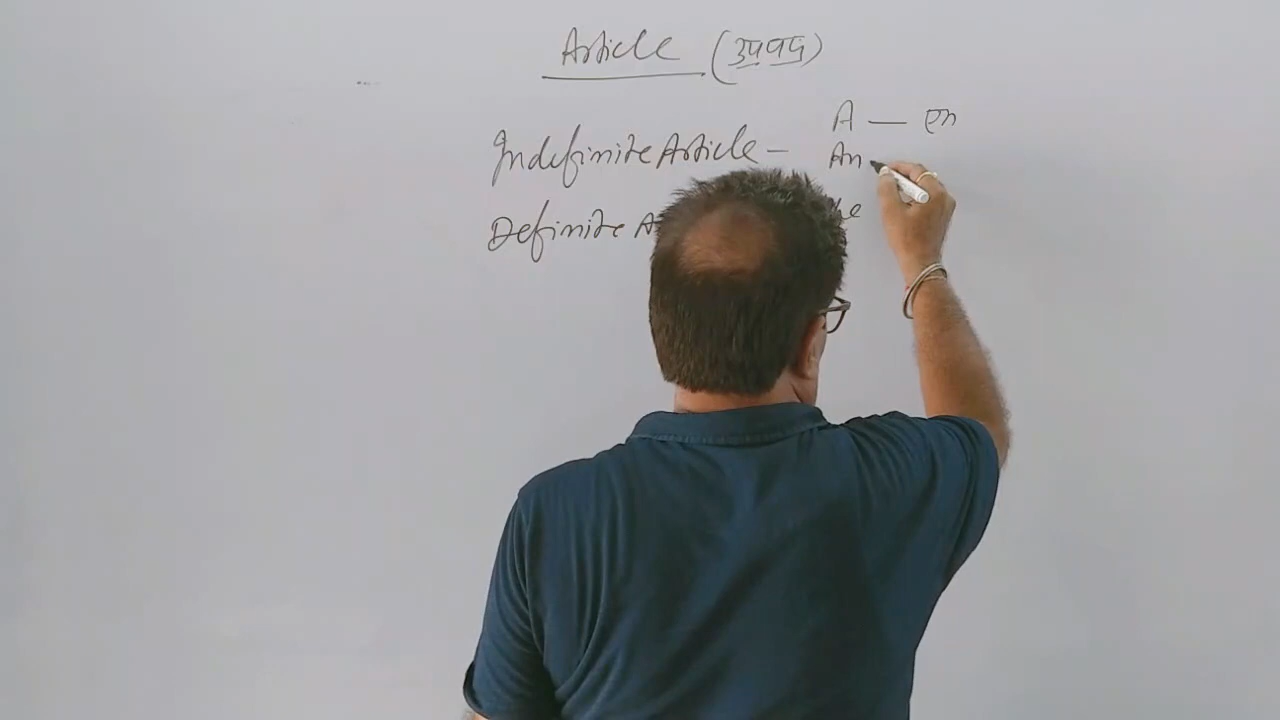 Article (उपपद)
Indefinite Article – A — एक
An
Definite